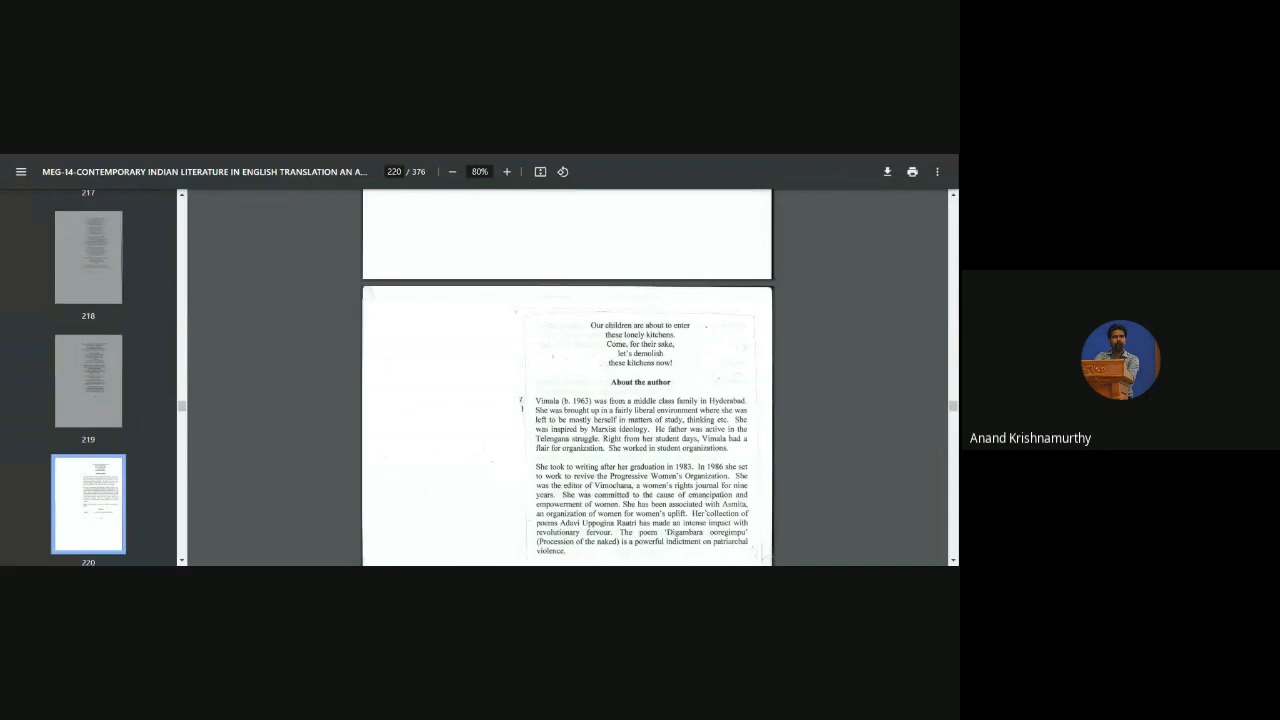 MEG-14-CONTEMPORARY INDIAN LITERATURE IN ENGLISH TRANSLATION AN A...
220 / 376
80%
217
218
219
220
Our children are about to enter
these lonely kitchens.
Come, for their sake,
let's demolish
these kitchens now!
About the author
Vimala (b. 1963) was from a middle class family in Hyderabad.
She was brought up in a fairly liberal environment where she was
left to be mostly herself in matters of study, thinking etc. She
was inspired by Marxist ideology. He father was active in the
Telengana struggle. Right from her student days, Vimala had a
flair for organization. She worked in student organizations.
She took to writing after her graduation in 1983. In 1986 she set
to work to revive the Progressive Women's Organization. She
was the editor of Vimochana, a women's rights journal for nine
years. She was committed to the cause of emancipation and
empowerment of women. She has been associated with Asmita,
an organization of women for women's uplift. Her collection of
poems Adavi Uppogina Raatri has made an intense impact with
revolutionary fervour. The poem 'Digambara ooregimpu'
(Procession of the naked) is a powerful indictment on patriarchal
violence.
Anand Krishnamurthy